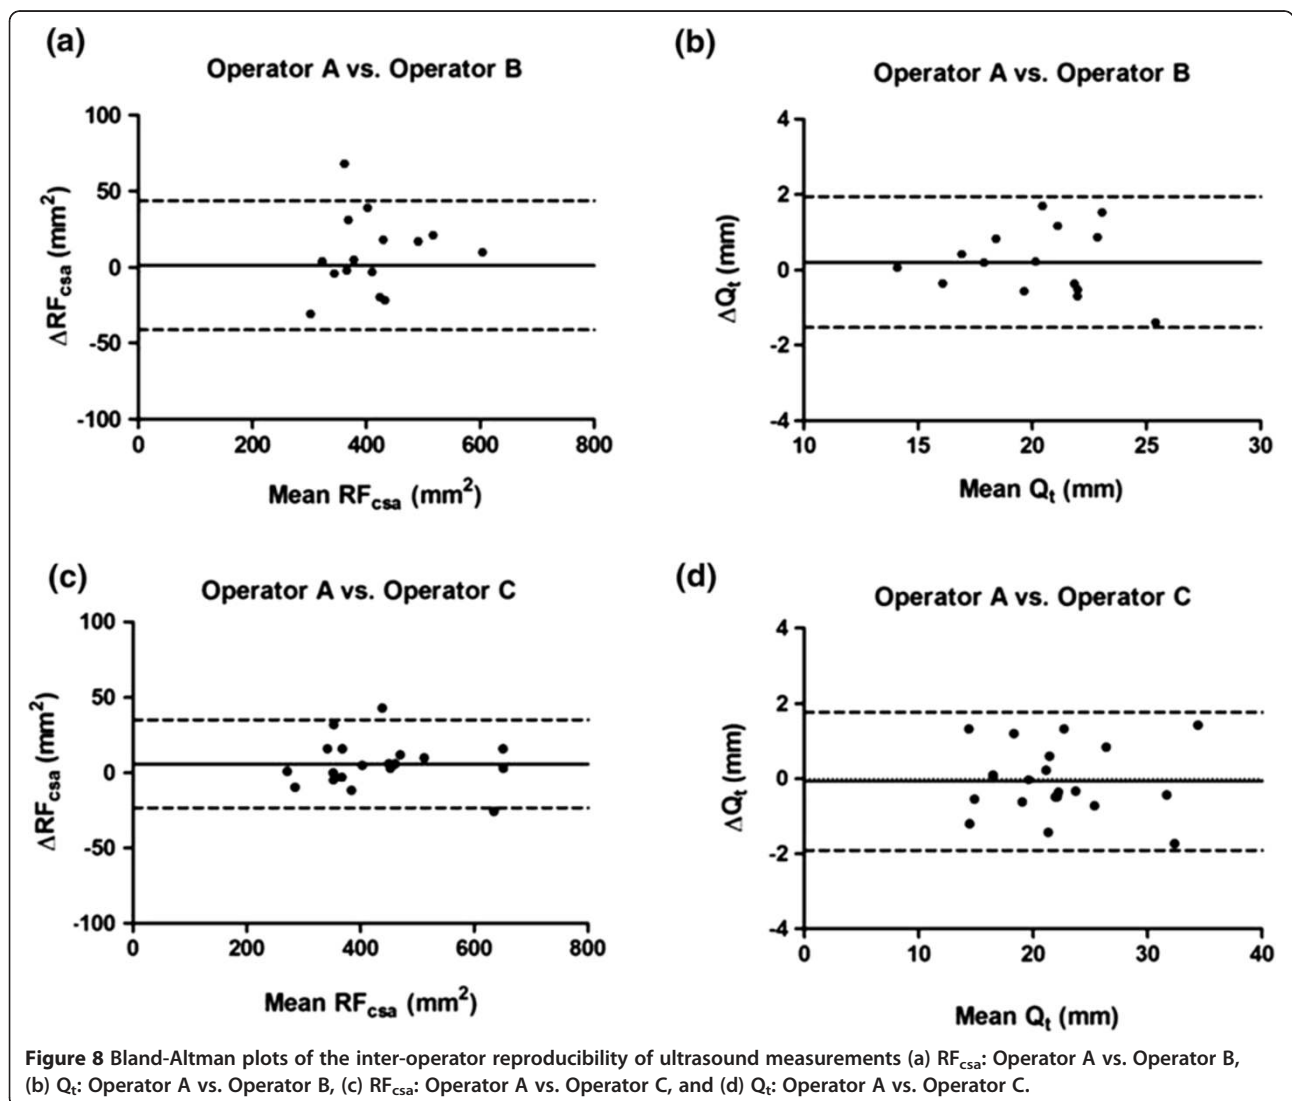 (a)
Operator A vs. Operator B
100
50
0
-50
-100
ΔRFcsa (mm²)
0 200 400 600 800
Mean RFcsa (mm²)
(b)
Operator A vs. Operator B
4
2
0
-2
-4
ΔQt (mm)
10 15 20 25 30
Mean Qt (mm)
(c)
Operator A vs. Operator C
100
50
0
-50
-100
ΔRFcsa (mm²)
0 200 400 600 800
Mean RFcsa (mm²)
(d)
Operator A vs. Operator C
4
2
0
-2
-4
ΔQt (mm)
0 10 20 30 40
Mean Qt (mm)
Figure 8 Bland-Altman plots of the inter-operator reproducibility of ultrasound measurements (a) RFcsa: Operator A vs. Operator B,
(b) Qt: Operator A vs. Operator B, (c) RFcsa: Operator A vs. Operator C, and (d) Qt: Operator A vs. Operator C.